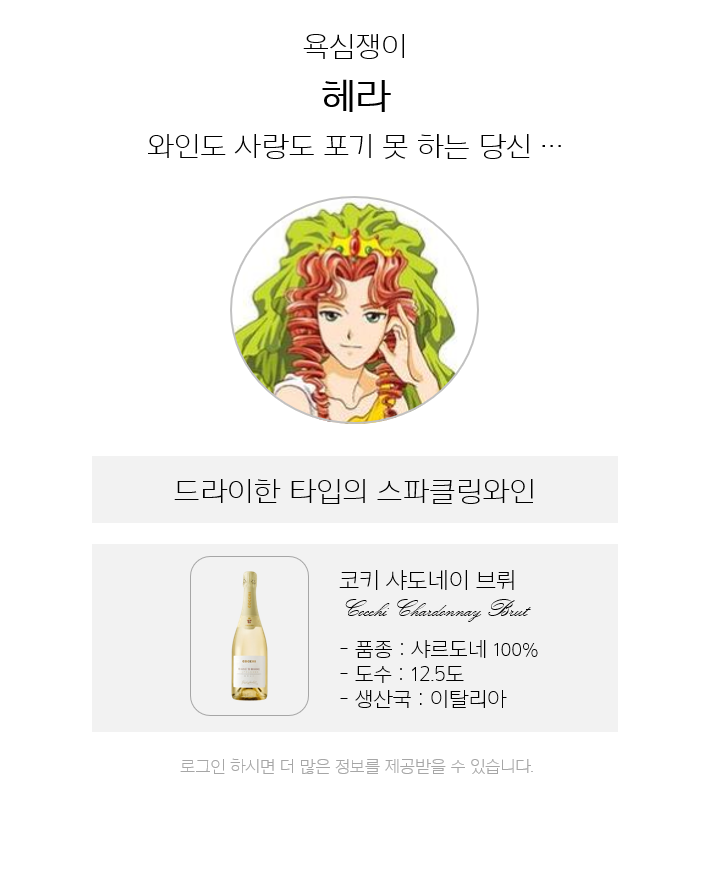 욕심쟁이
헤라
와인도 사랑도 포기 못 하는 당신 …
드라이한 타입의 스파클링와인
코키 샤도네이 브뤼
Cocchi Chardonnay Brut
- 품종 : 샤르도네 100%
- 도수 : 12.5도
- 생산국 : 이탈리아
로그인 하시면 더 많은 정보를 제공받을 수 있습니다.